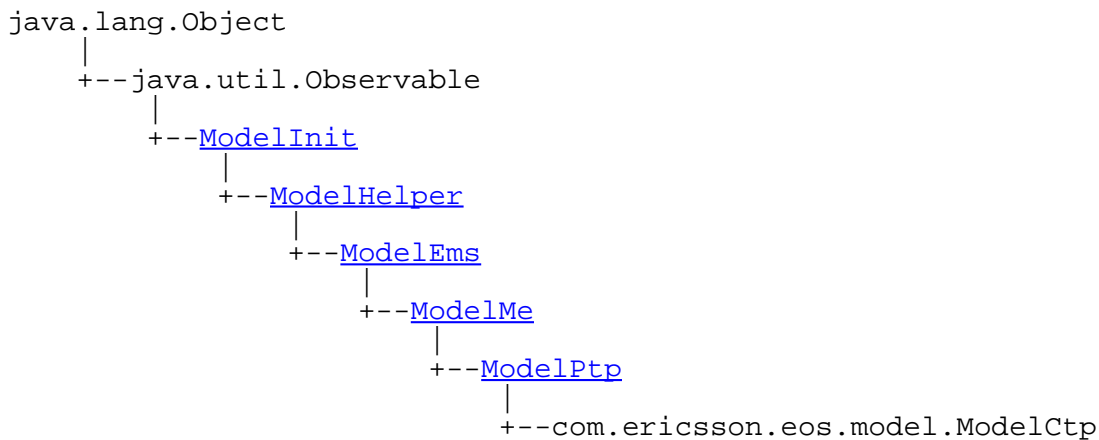 java.lang.Object
|
+--java.util.Observable
|
+--ModelInit
|
+--ModelHelper
|
+--ModelEms
|
+--ModelMe
|
+--ModelPtp
|
+--com.ericsson.eos.model.ModelCtp